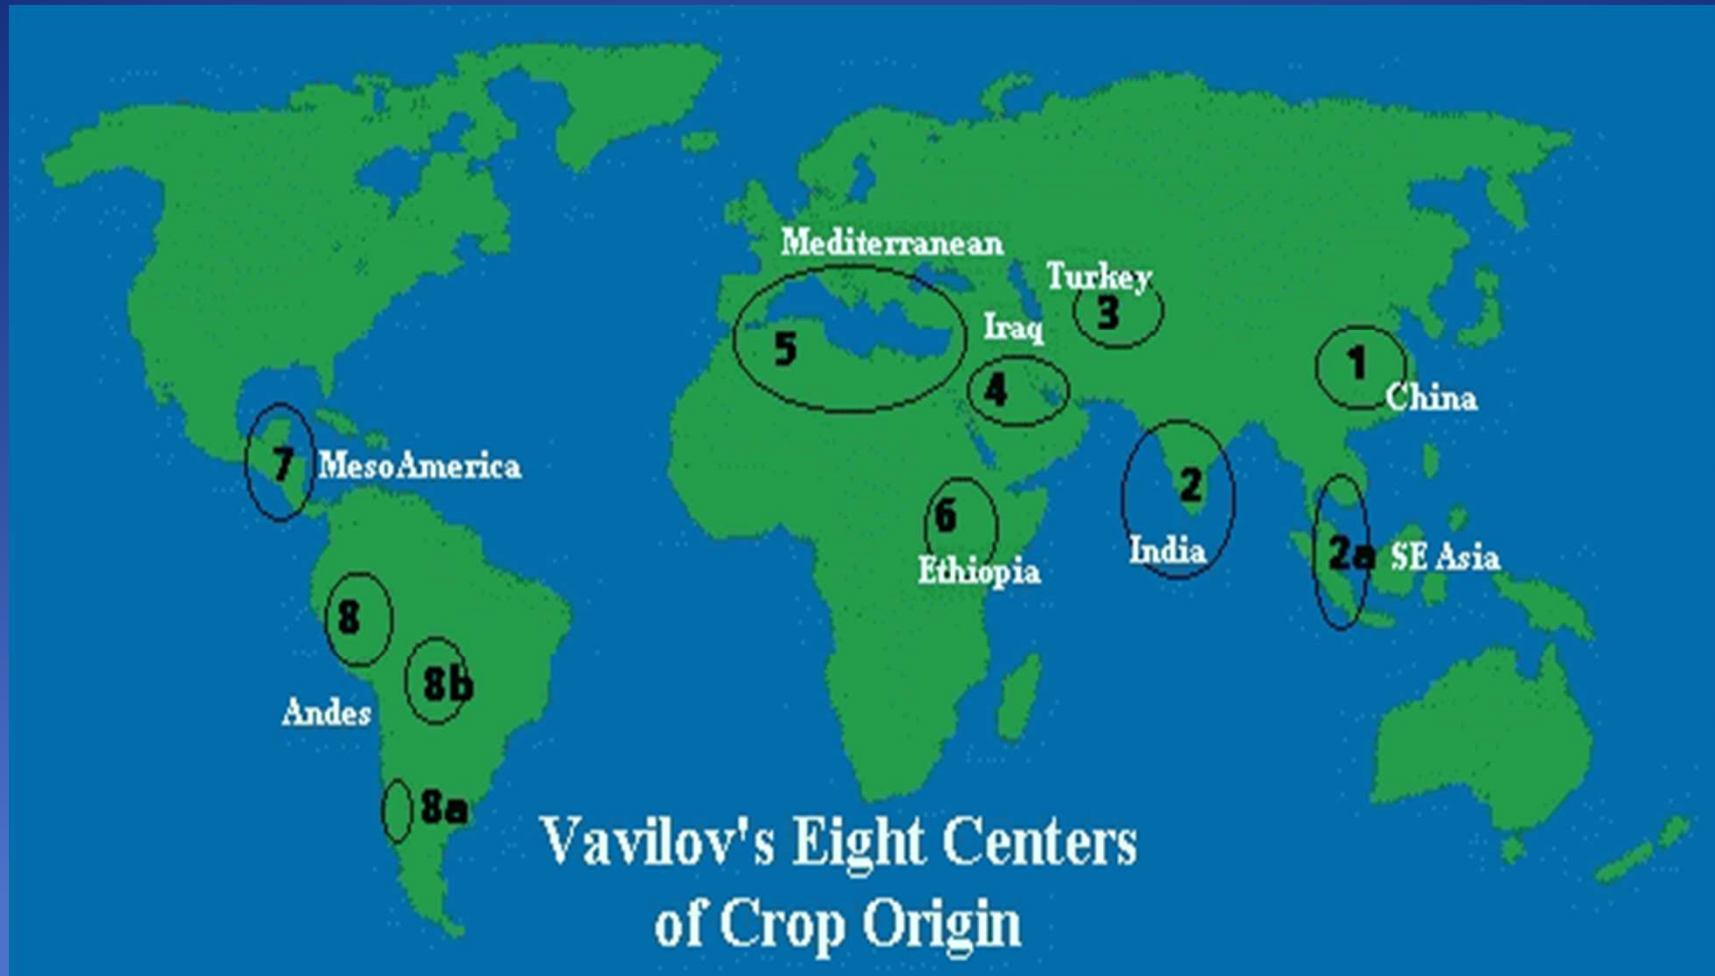 Mediterranean
Turkey
3
Iraq
5
1
4
China
7 MesoAmerica
2
6
India
2a SE Asia
Ethiopia
8
8b
Andes
8a
Vavilov's Eight Centers
of Crop Origin